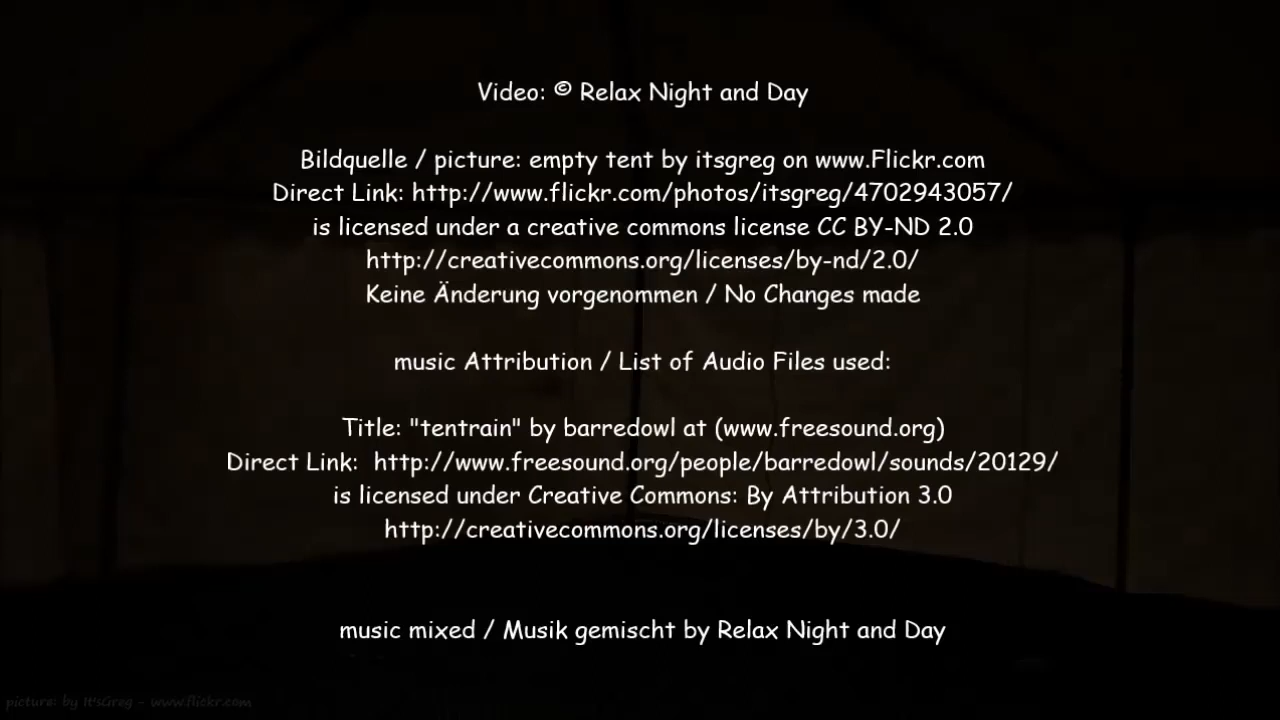 Video: © Relax Night and Day
Bildquelle / picture: empty tent by itsgreg on www.Flickr.com
Direct Link: http://www.flickr.com/photos/itsgreg/4702943057/
is licensed under a creative commons license CC BY-ND 2.0
http://creativecommons.org/licenses/by-nd/2.0/
Keine Änderung vorgenommen / No Changes made
music Attribution / List of Audio Files used:
Title: "tentrain" by barredowl at (www.freesound.org)
Direct Link:  http://www.freesound.org/people/barredowl/sounds/20129/
is licensed under Creative Commons: By Attribution 3.0
http://creativecommons.org/licenses/by/3.0/
music mixed / Musik gemischt by Relax Night and Day
picture: by It'sGreg - www.flickr.com